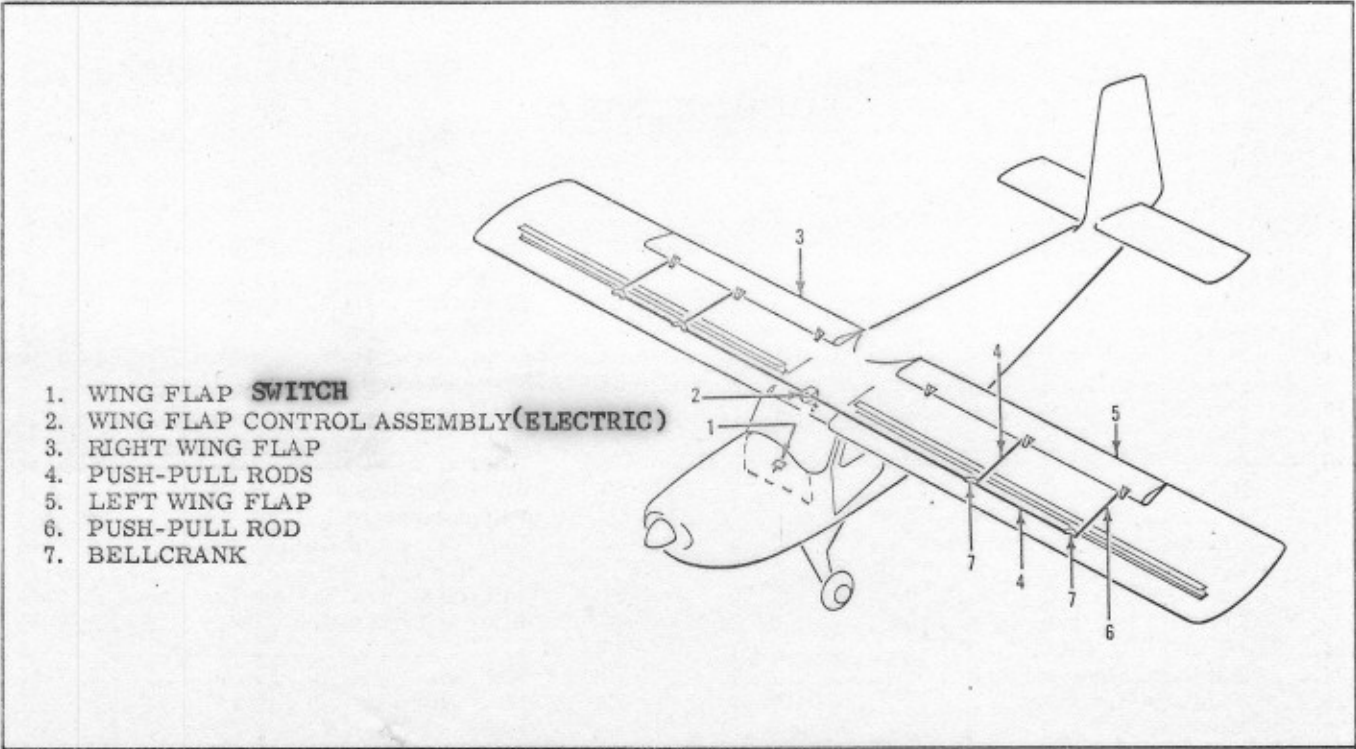 1. WING FLAP SWITCH
2. WING FLAP CONTROL ASSEMBLY(ELECTRIC)
3. RIGHT WING FLAP
4. PUSH-PULL RODS
5. LEFT WING FLAP
6. PUSH-PULL ROD
7. BELLCRANK
3
4
2
5
1
7
4
7
6